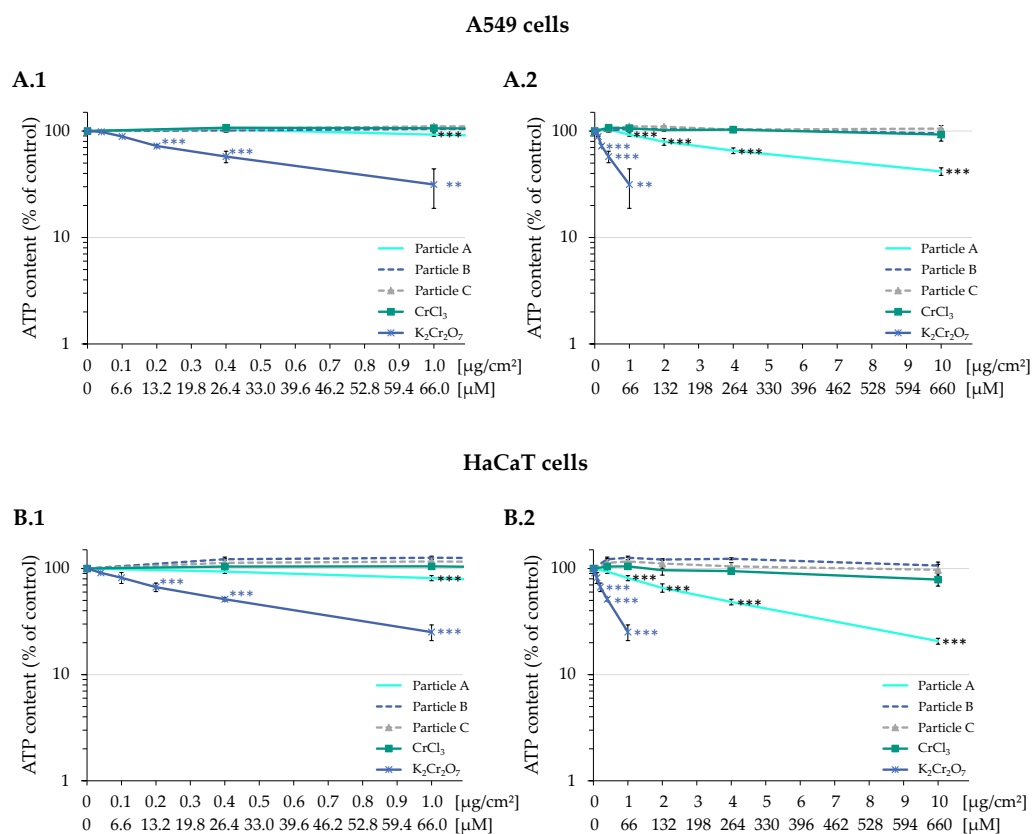 A549 cells
A.1
A.2
ATP content (% of control)
100
10
1
***
***
***
**
Particle A
Particle B
Particle C
CrCl₃
K₂Cr₂O₇
0 0.1 0.2 0.3 0.4 0.5 0.6 0.7 0.8 0.9 1.0 [µg/cm²]
0 6.6 13.2 19.8 26.4 33.0 39.6 46.2 52.8 59.4 66.0 [µM]
ATP content (% of control)
100
10
1
***
***
***
***
***
***
**
Particle A
Particle B
Particle C
CrCl₃
K₂Cr₂O₇
0 1 2 3 4 5 6 7 8 9 10 [µg/cm²]
0 66 132 198 264 330 396 462 528 594 660 [µM]
HaCaT cells
B.1
B.2
ATP content (% of control)
100
10
1
***
***
***
***
Particle A
Particle B
Particle C
CrCl₃
K₂Cr₂O₇
0 0.1 0.2 0.3 0.4 0.5 0.6 0.7 0.8 0.9 1.0 [µg/cm²]
0 6.6 13.2 19.8 26.4 33.0 39.6 46.2 52.8 59.4 66.0 [µM]
ATP content (% of control)
100
10
1
***
***
***
***
***
***
***
Particle A
Particle B
Particle C
CrCl₃
K₂Cr₂O₇
0 1 2 3 4 5 6 7 8 9 10 [µg/cm²]
0 66 132 198 264 330 396 462 528 594 660 [µM]